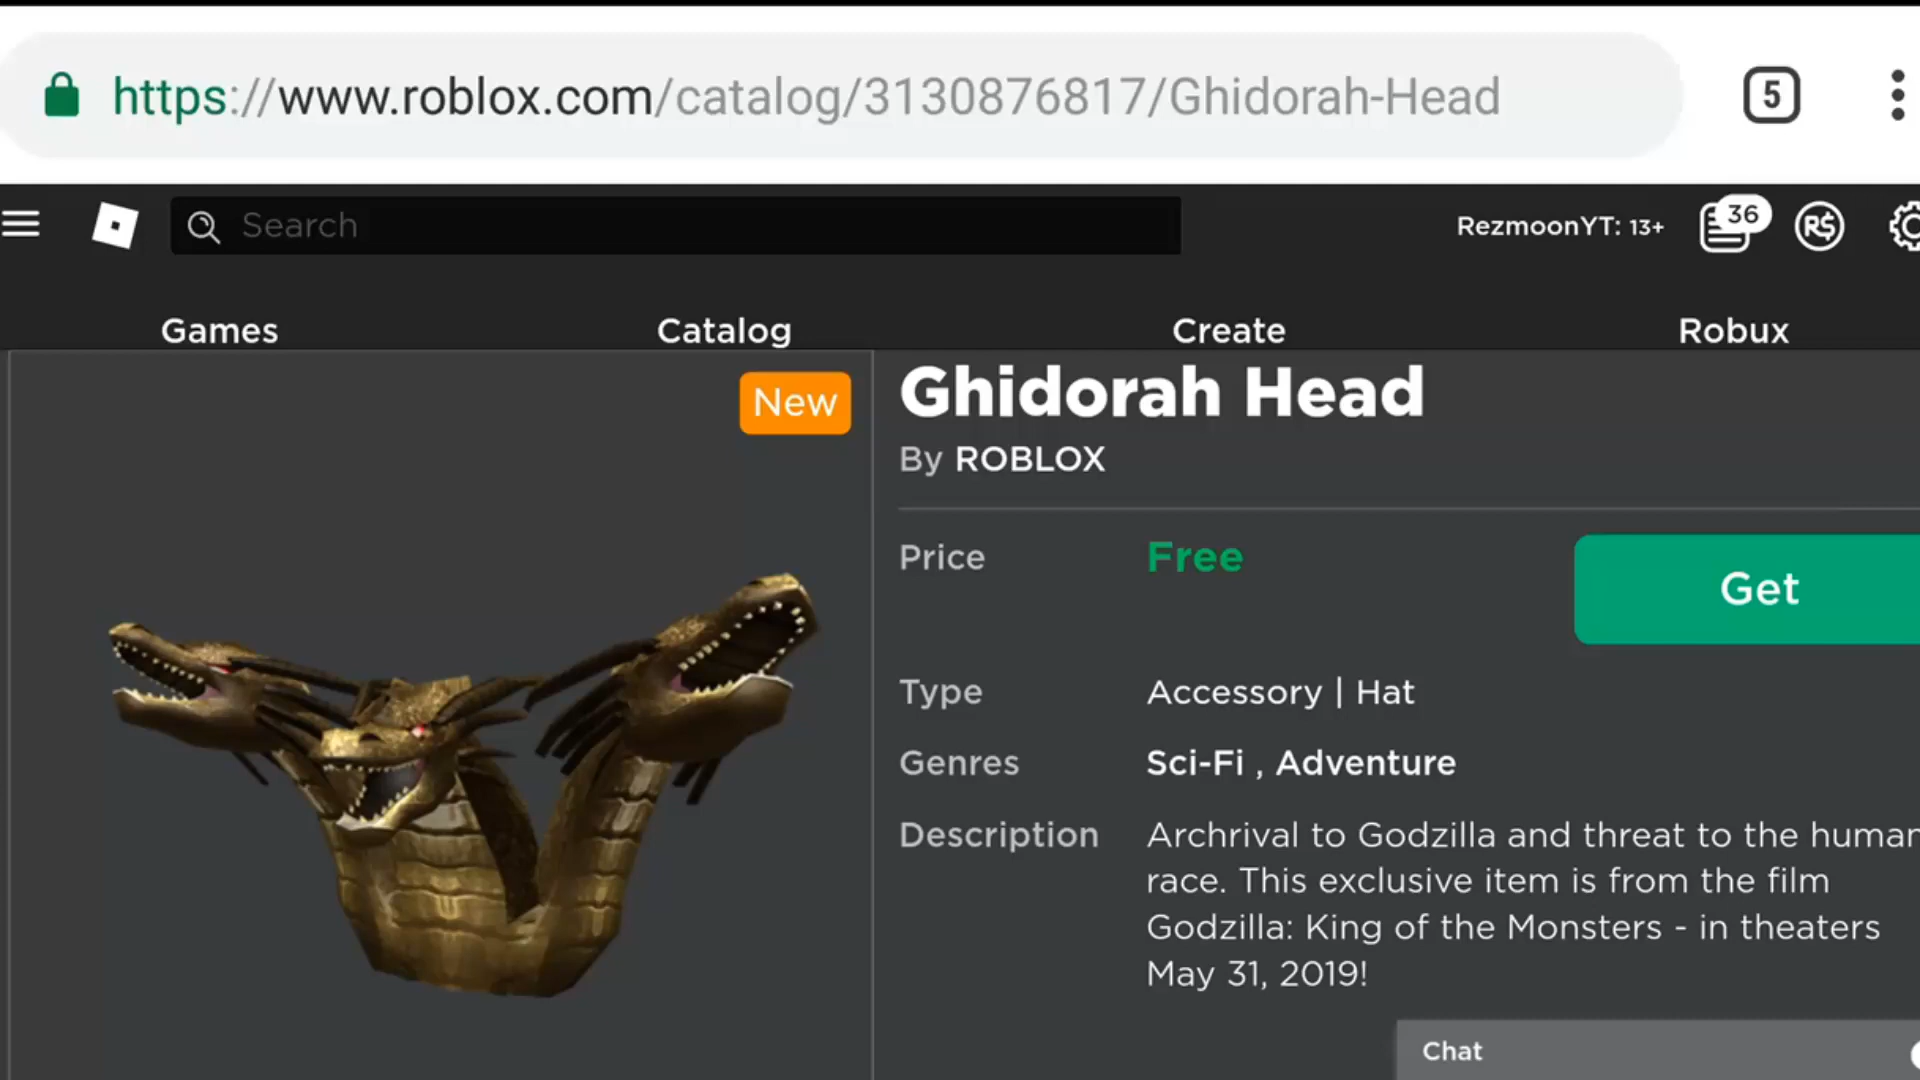 https://www.roblox.com/catalog/3130876817/Ghidorah-Head
5
Search
RezmoonYT: 13+
36
R$
Games
Catalog
Create
Robux
New
Ghidorah Head
By ROBLOX
Price
Free
Get
Type
Accessory | Hat
Genres
Sci-Fi , Adventure
Description
Archrival to Godzilla and threat to the human
race. This exclusive item is from the film
Godzilla: King of the Monsters - in theaters
May 31, 2019!
Chat